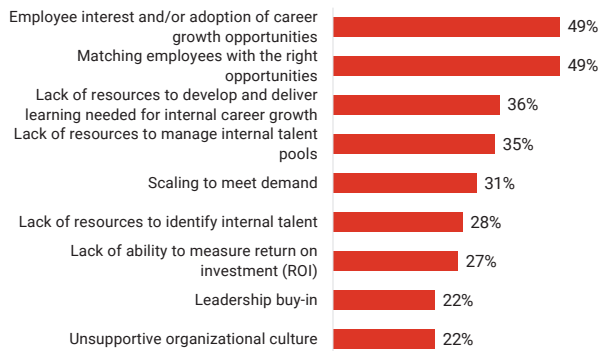 Employee interest and/or adoption of career
growth opportunities
49%
Matching employees with the right
opportunities
49%
Lack of resources to develop and deliver
learning needed for internal career growth
36%
Lack of resources to manage internal talent
pools
35%
Scaling to meet demand
31%
Lack of resources to identify internal talent
28%
Lack of ability to measure return on
investment (ROI)
27%
Leadership buy-in
22%
Unsupportive organizational culture
22%